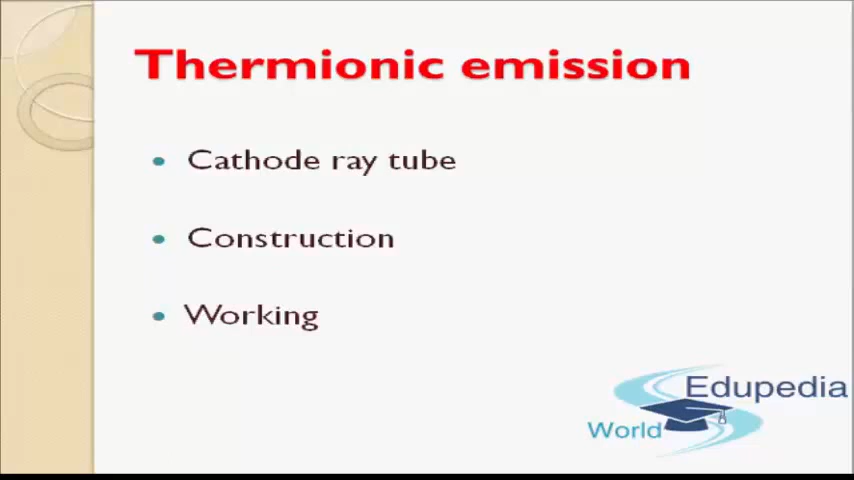 Thermionic emission
Cathode ray tube
Construction
Working
Edupedia
World